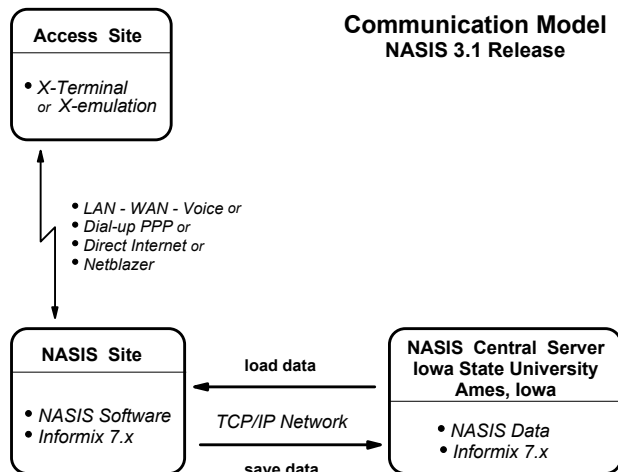 Communication Model
NASIS 3.1 Release
Access Site
• X-Terminal
or X-emulation
• LAN - WAN - Voice or
• Dial-up PPP or
• Direct Internet or
• Netblazer
NASIS Site
• NASIS Software
• Informix 7.x
load data
TCP/IP Network
save data
NASIS Central Server
Iowa State University
Ames, Iowa
• NASIS Data
• Informix 7.x